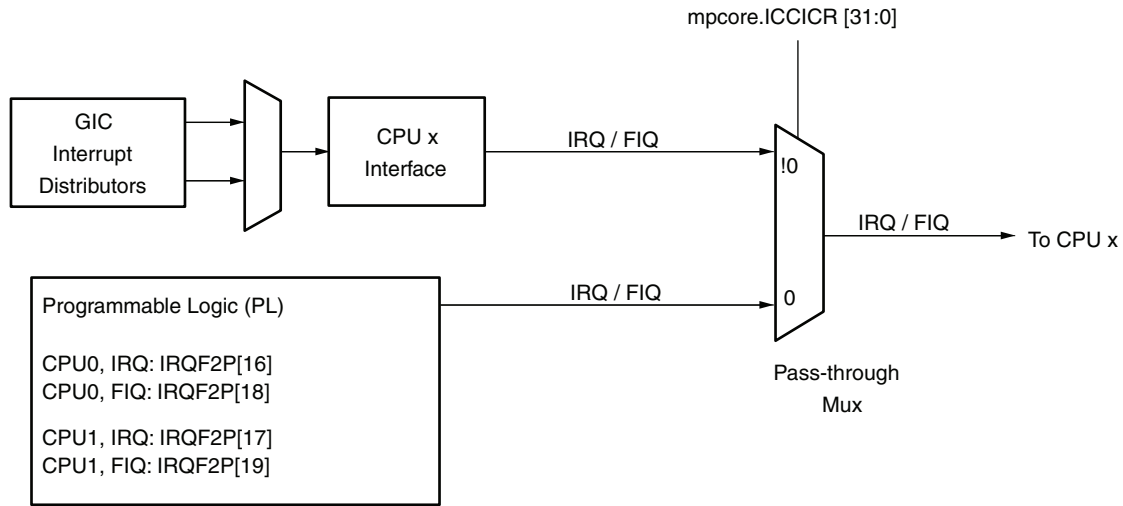 mpcore.ICCICR [31:0]
GIC
Interrupt
Distributors
CPU x
Interface
IRQ / FIQ
!0
IRQ / FIQ
To CPU x
Programmable Logic (PL)
IRQ / FIQ
0
CPU0, IRQ: IRQF2P[16]
CPU0, FIQ: IRQF2P[18]
CPU1, IRQ: IRQF2P[17]
CPU1, FIQ: IRQF2P[19]
Pass-through
Mux